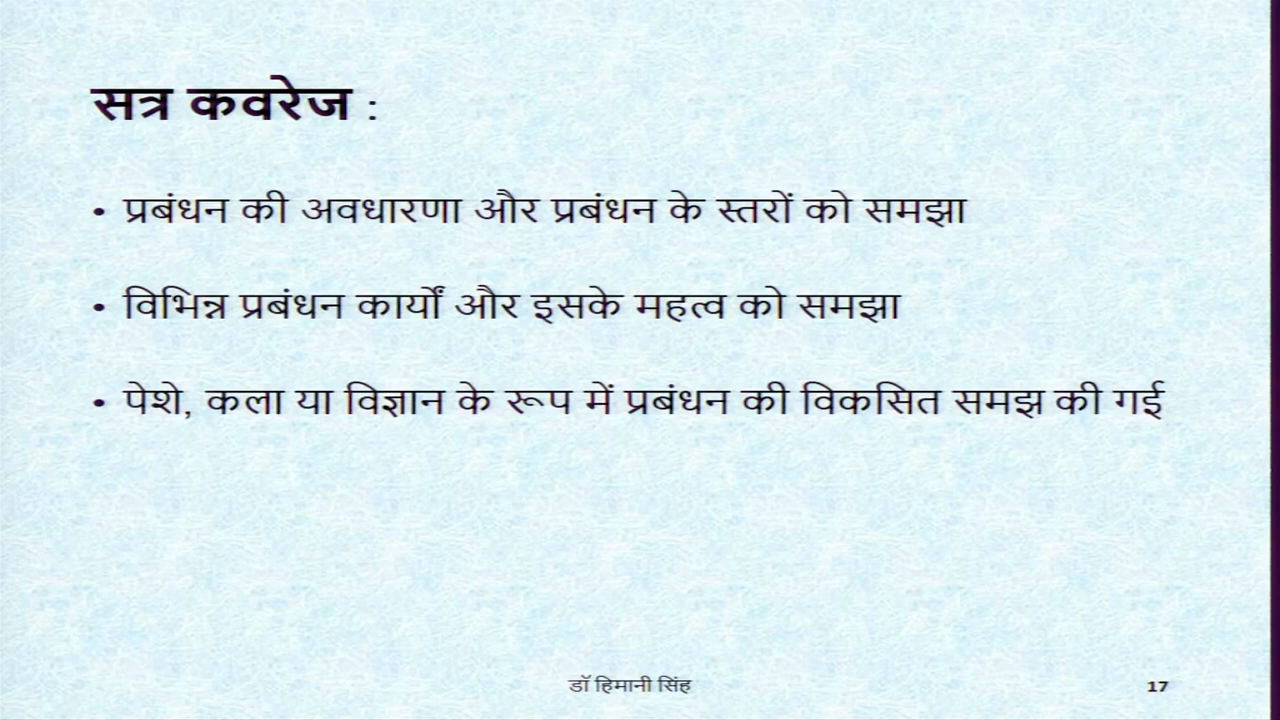 सत्र कवरेज :
• प्रबंधन की अवधारणा और प्रबंधन के स्तरों को समझा
• विभिन्न प्रबंधन कार्यों और इसके महत्व को समझा
• पेशे, कला या विज्ञान के रूप में प्रबंधन की विकसित समझ की गई
डॉ हिमानी सिंह
17